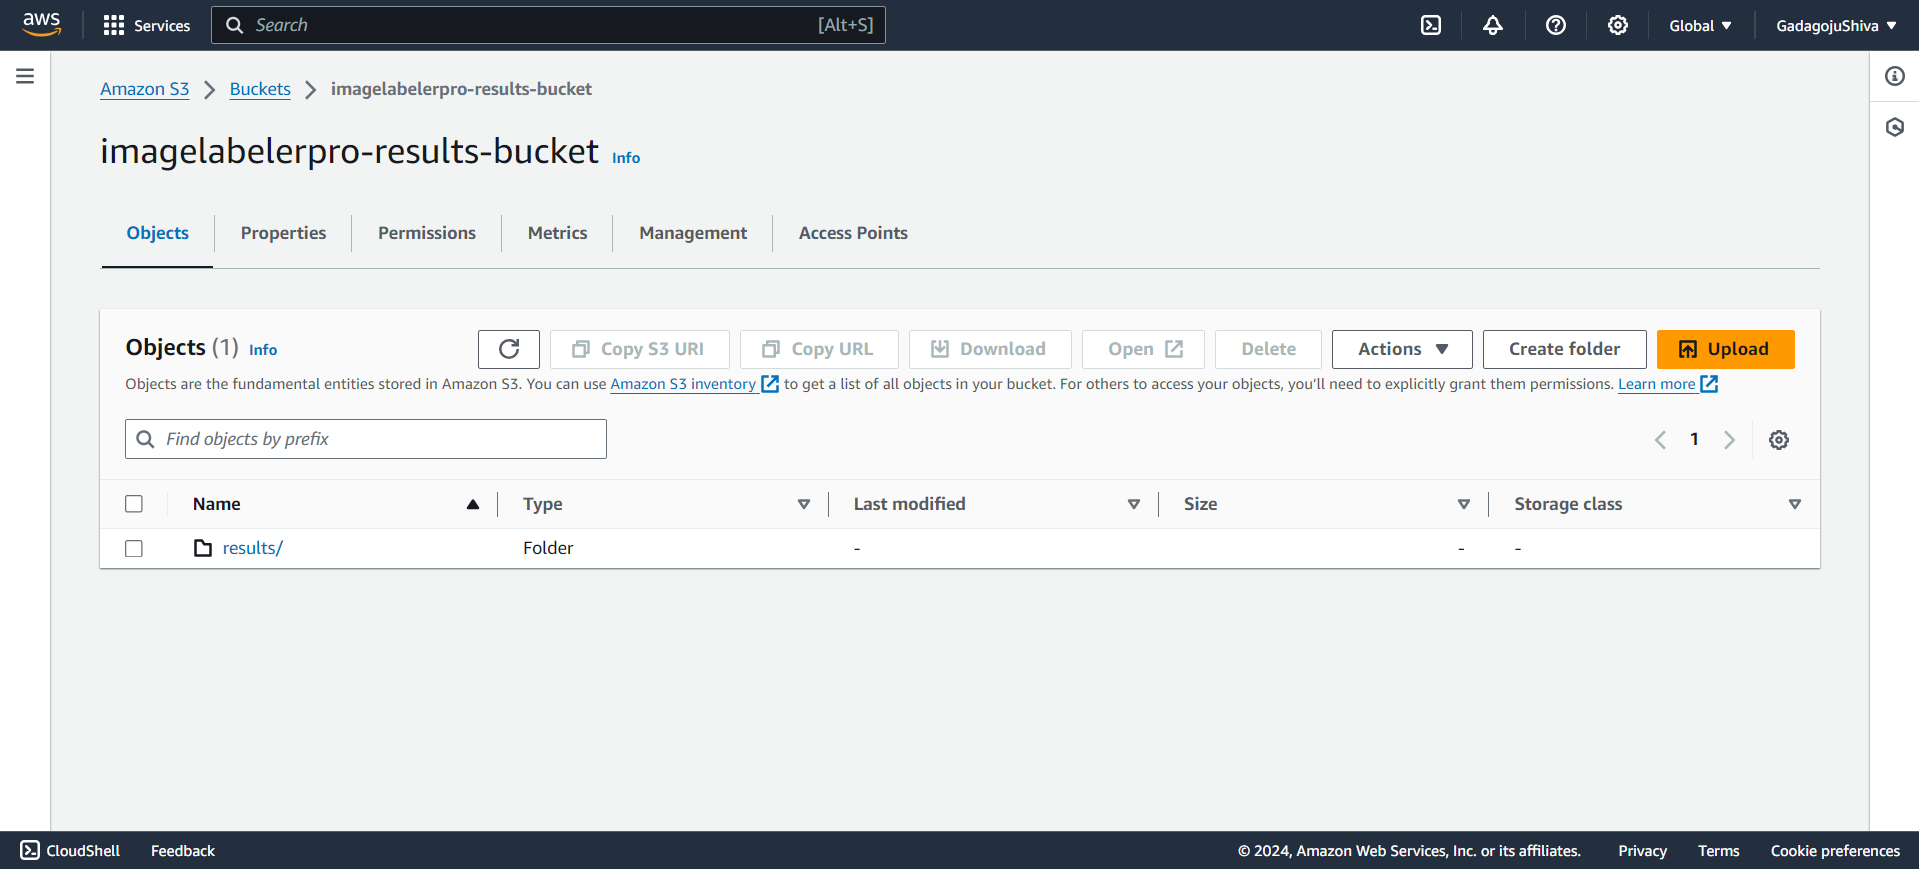 aws Services Search [Alt+S] Global GadagojuShiva
Amazon S3 Buckets imagelabelerpro-results-bucket
imagelabelerpro-results-bucket Info
Objects Properties Permissions Metrics Management Access Points
Objects (1) Info Copy S3 URI Copy URL Download Open Delete Actions Create folder Upload
Objects are the fundamental entities stored in Amazon S3. You can use Amazon S3 inventory to get a list of all objects in your bucket. For others to access your objects, you'll need to explicitly grant them permissions. Learn more
Find objects by prefix 1
Name Type Last modified Size Storage class
results/ Folder - - -
CloudShell Feedback © 2024, Amazon Web Services, Inc. or its affiliates. Privacy Terms Cookie preferences